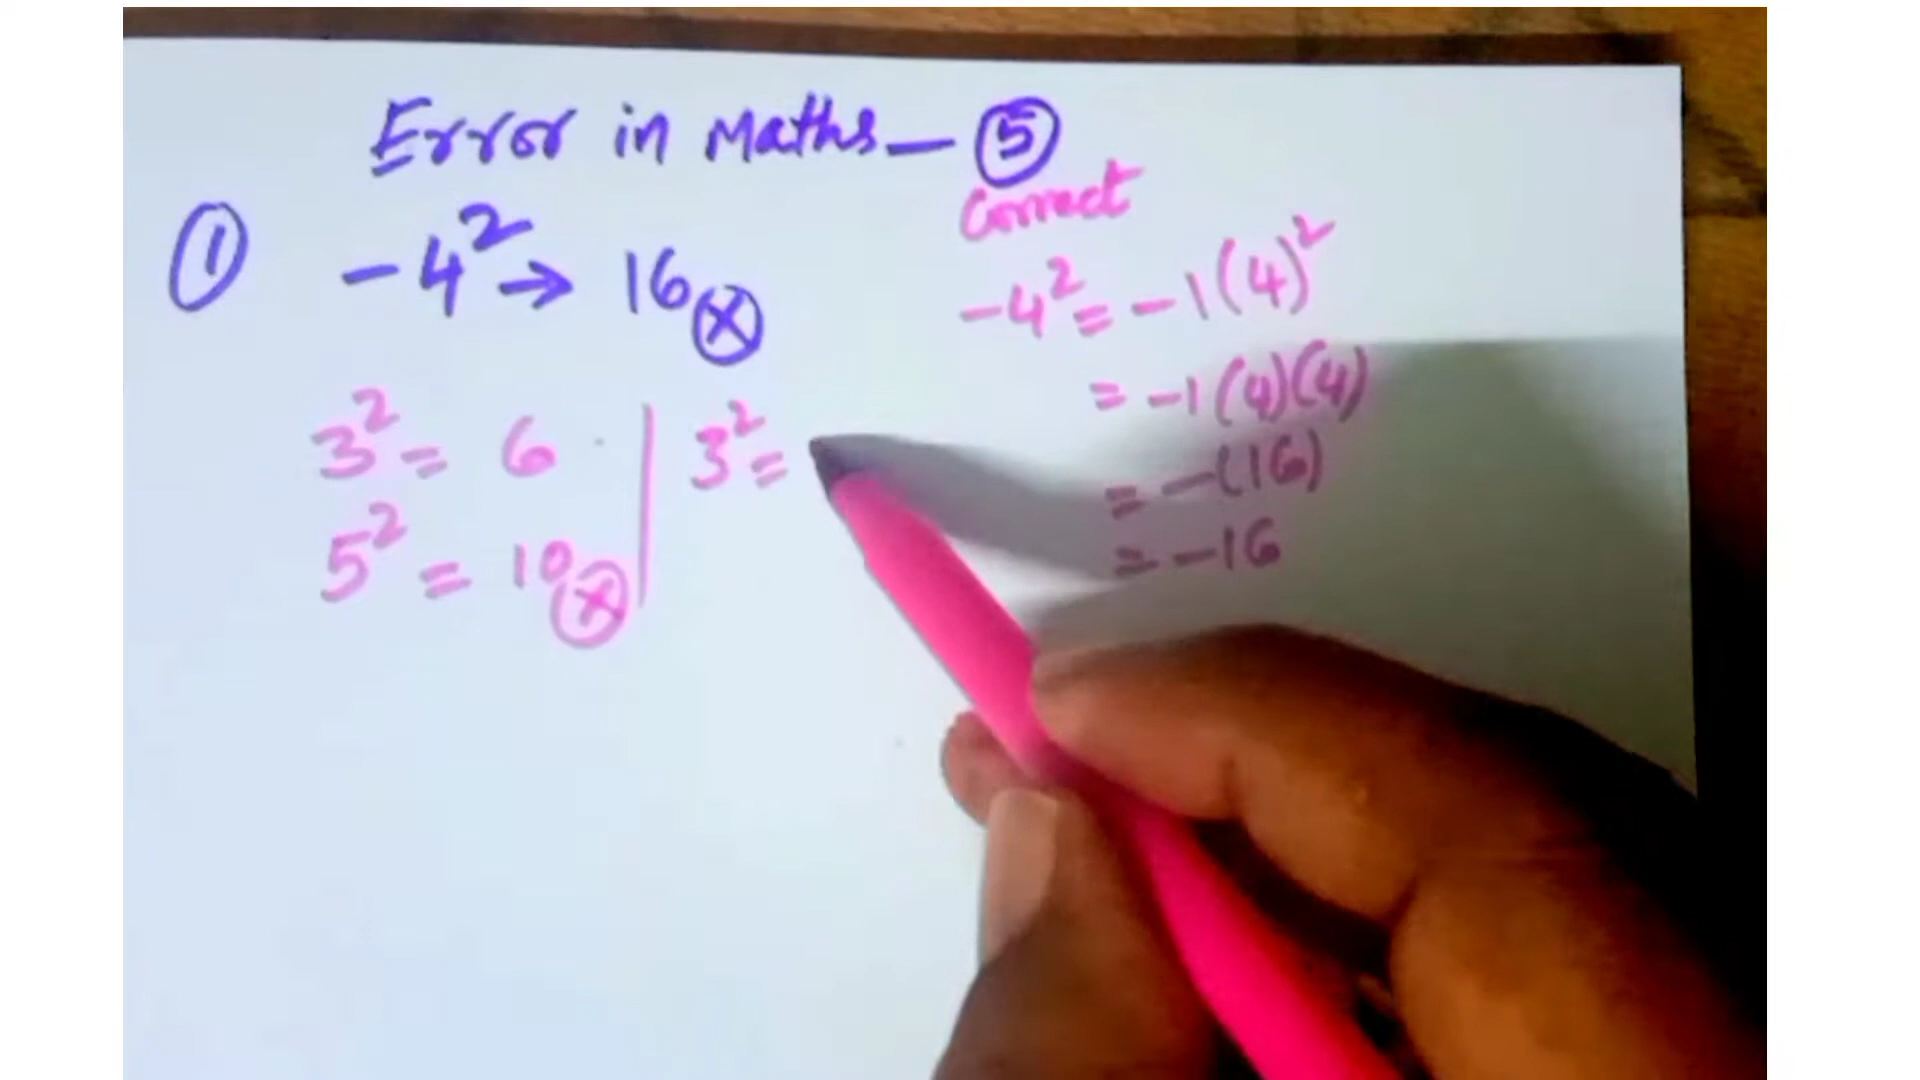 Error in Maths — ⑤
① -4² → 16 ⓧ
Correct
-4² = -1(4)²
= -1(4)(4)
= -(16)
= -16
3² = 6
5² = 10 ⓧ
3² =